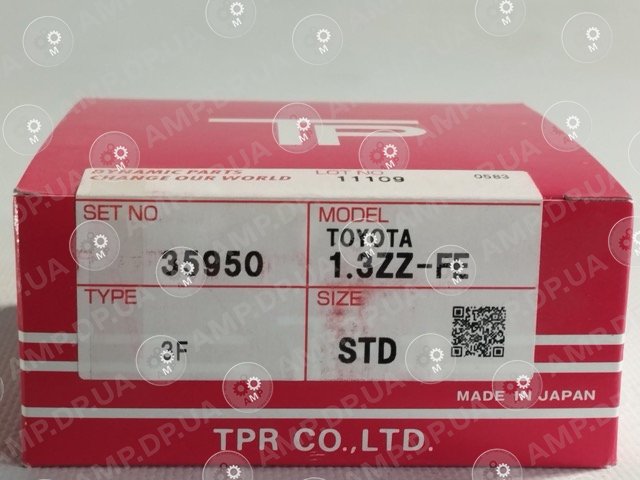 TP
DYNAMIC PARTS
CHANGE OUR WORLD
LOT NO.
11109
0583
SET NO.
35950
MODEL
TOYOTA
1.3ZZ-FE
TYPE
3F
SIZE
STD
MADE IN JAPAN
TPR CO.,LTD.
AMP.DP.UA